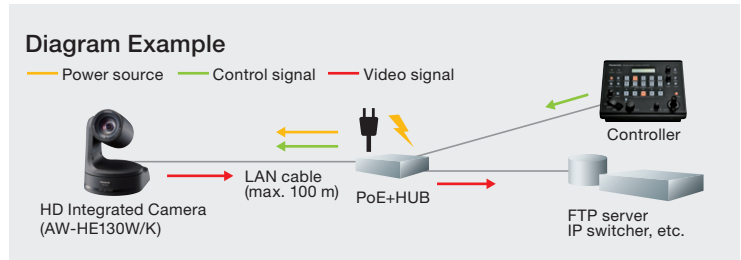 Diagram Example
Power source Control signal Video signal
Controller
LAN cable
(max. 100 m)
PoE+HUB
HD Integrated Camera
(AW-HE130W/K)
FTP server
IP switcher, etc.